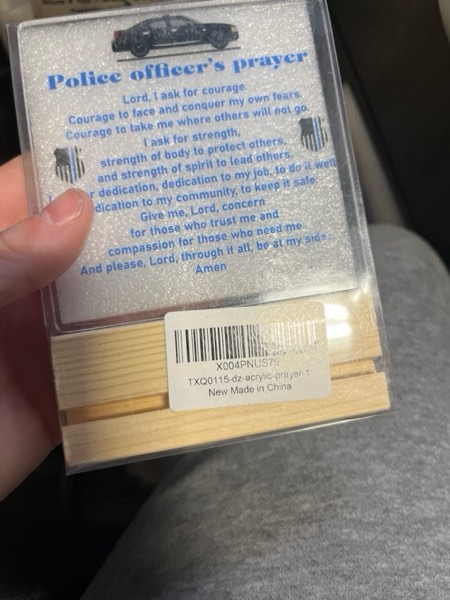 Police officer's prayer
Lord, I ask for courage
Courage to face and conquer my own fears.
Courage to take me where others will not go.
I ask for strength,
strength of body to protect others.
and strength of spirit to lead others.
r dedication, dedication to my job, to do it well
dication to my community, to keep it safe
Give me, Lord, concern
for those who trust me and
compassion for those who need me.
And please, Lord, through it all, be at my side...
Amen
X004PNUS75
TXQ0115-dz-acrylic-prayer-1
New Made in China